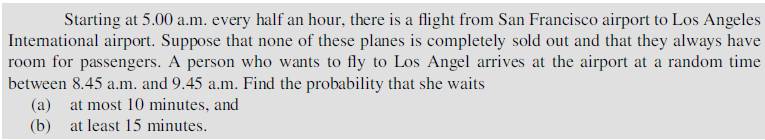 Starting at 5.00 a.m. every half an hour, there is a flight from San Francisco airport to Los Angeles
International airport. Suppose that none of these planes is completely sold out and that they always have
room for passengers. A person who wants to fly to Los Angel arrives at the airport at a random time
between 8.45 a.m. and 9.45 a.m. Find the probability that she waits
(a) at most 10 minutes, and
(b) at least 15 minutes.